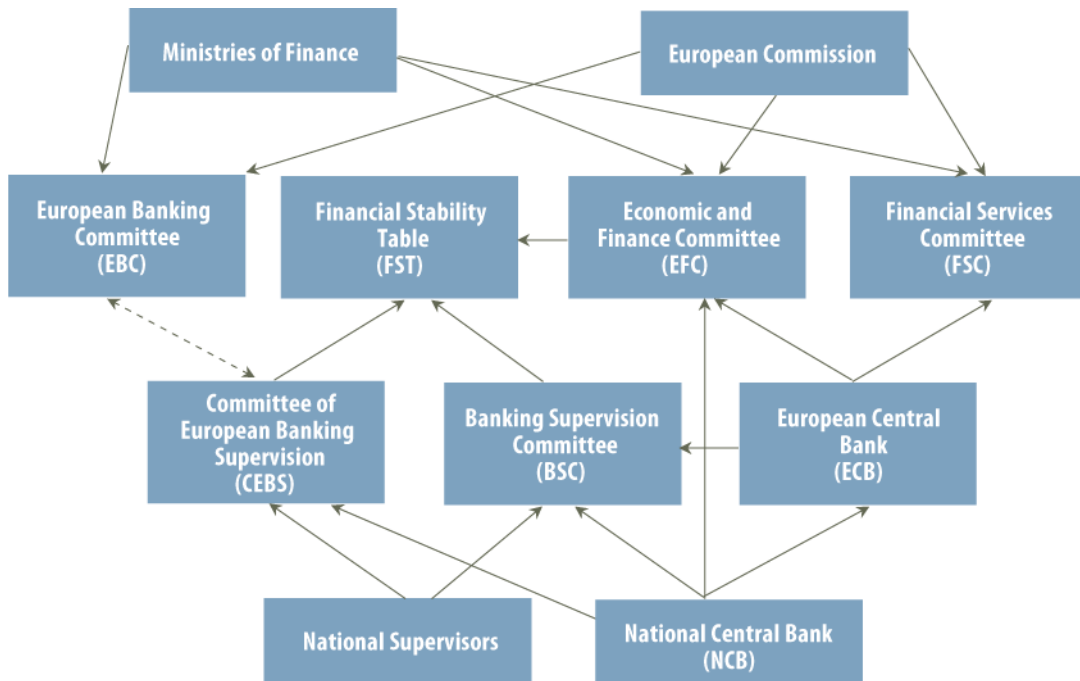 Ministries of Finance
European Commission
European Banking
Committee
(EBC)
Financial Stability
Table
(FST)
Economic and
Finance Committee
(EFC)
Financial Services
Committee
(FSC)
Committee of
European Banking
Supervision
(CEBS)
Banking Supervision
Committee
(BSC)
European Central
Bank
(ECB)
National Supervisors
National Central Bank
(NCB)